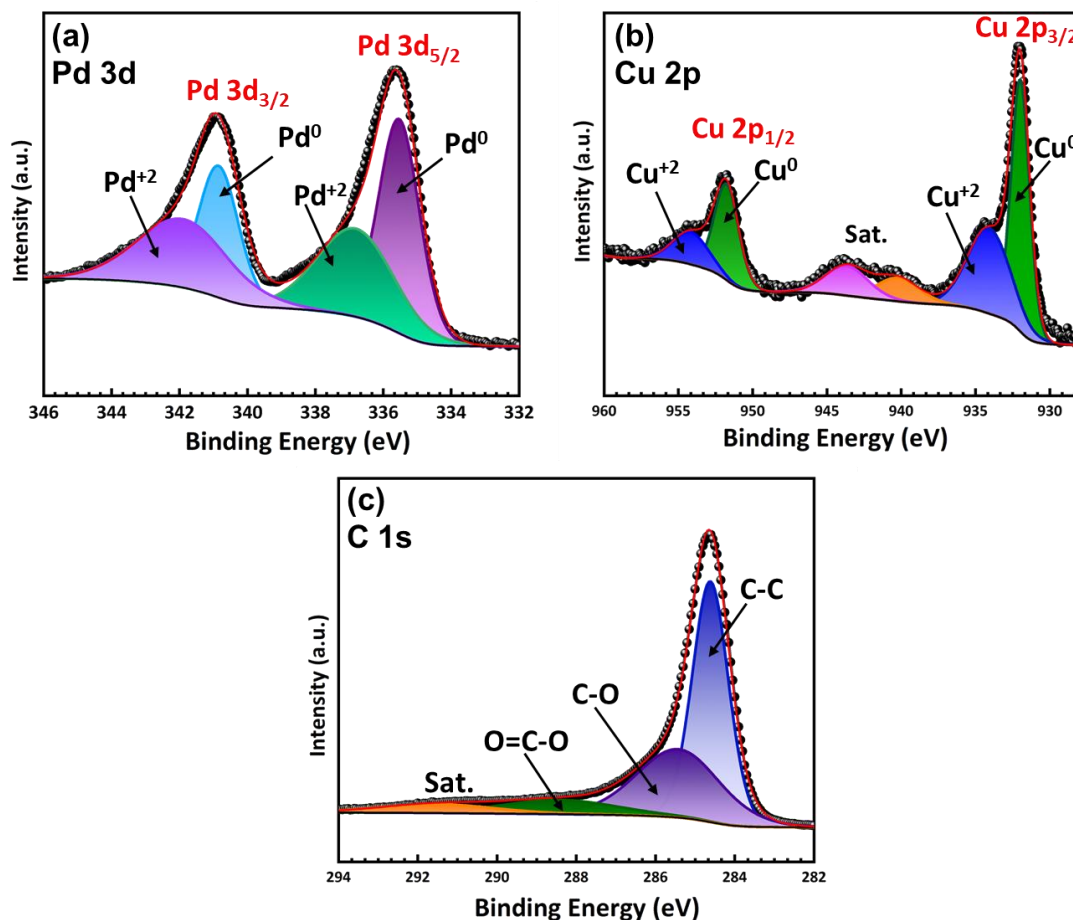 (a)
Pd 3d
Pd 3d5/2
Pd 3d3/2
Pd0
Pd0
Pd+2
Pd+2
Intensity (a.u.)
346 344 342 340 338 336 334 332
Binding Energy (eV)
(b)
Cu 2p
Cu 2p3/2
Cu 2p1/2
Cu+2
Cu0
Cu0
Cu+2
Sat.
Intensity (a.u.)
960 955 950 945 940 935 930
Binding Energy (eV)
(c)
C 1s
C-C
C-O
O=C-O
Sat.
Intensity (a.u.)
294 292 290 288 286 284 282
Binding Energy (eV)